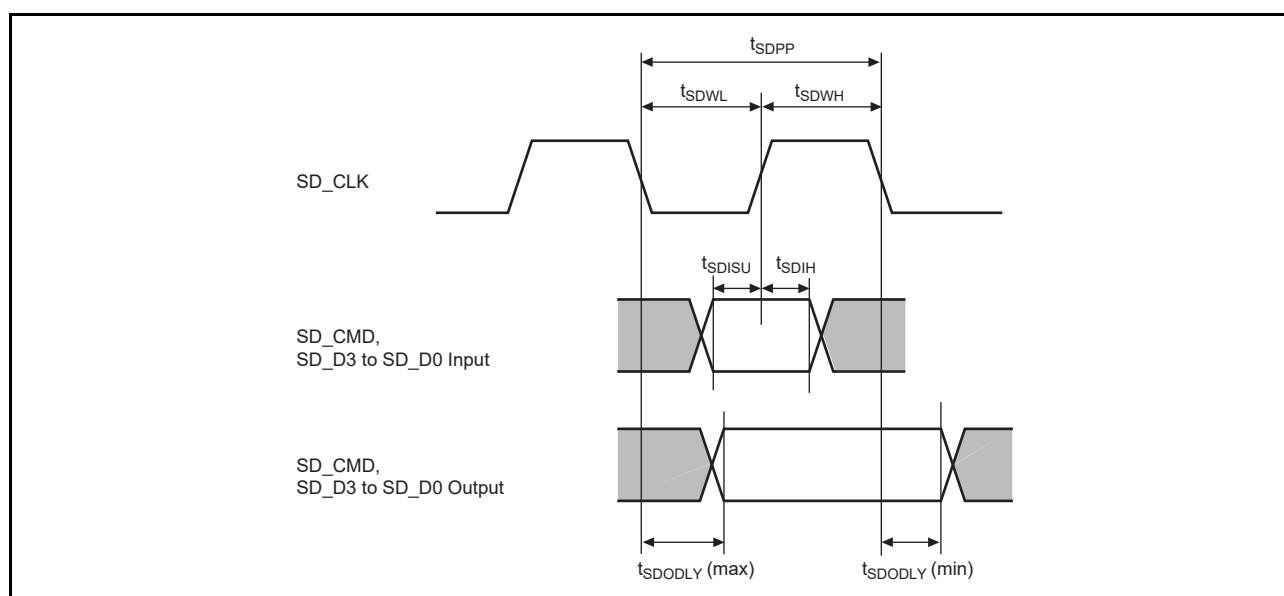 tSDPP
tSDWL
tSDWH
SD_CLK
tSDISU
tSDIH
SD_CMD,
SD_D3 to SD_D0 Input
SD_CMD,
SD_D3 to SD_D0 Output
tSDODLY (max)
tSDODLY (min)